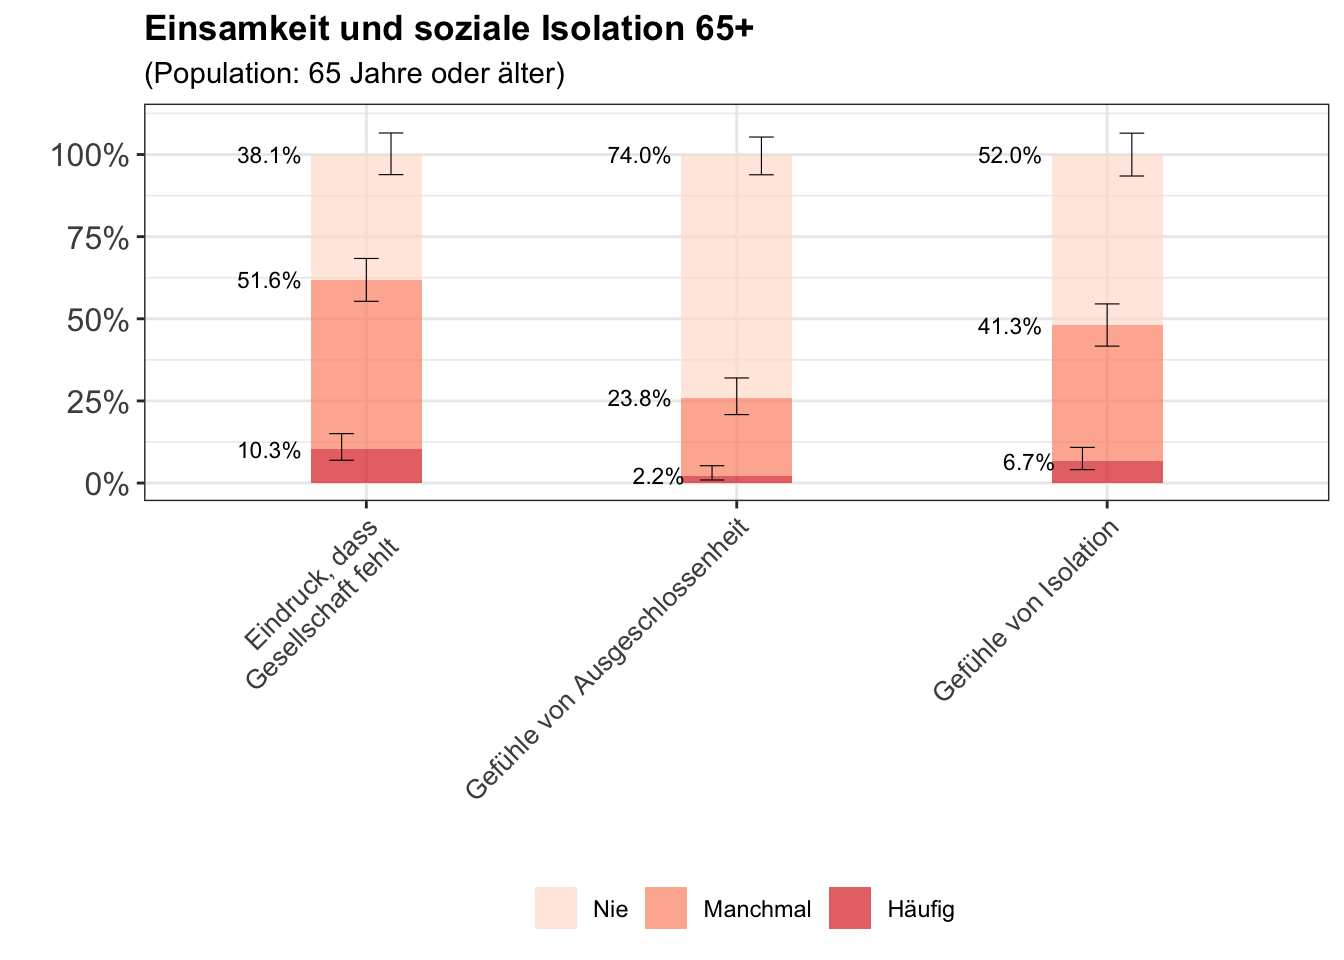 Einsamkeit und soziale Isolation 65+
(Population: 65 Jahre oder älter)
100%
75%
50%
25%
0%
38.1%
51.6%
10.3%
74.0%
23.8%
2.2%
52.0%
41.3%
6.7%
Eindruck, dass
Gesellschaft fehlt
Gefühle von Ausgeschlossenheit
Gefühle von Isolation
Nie
Manchmal
Häufig